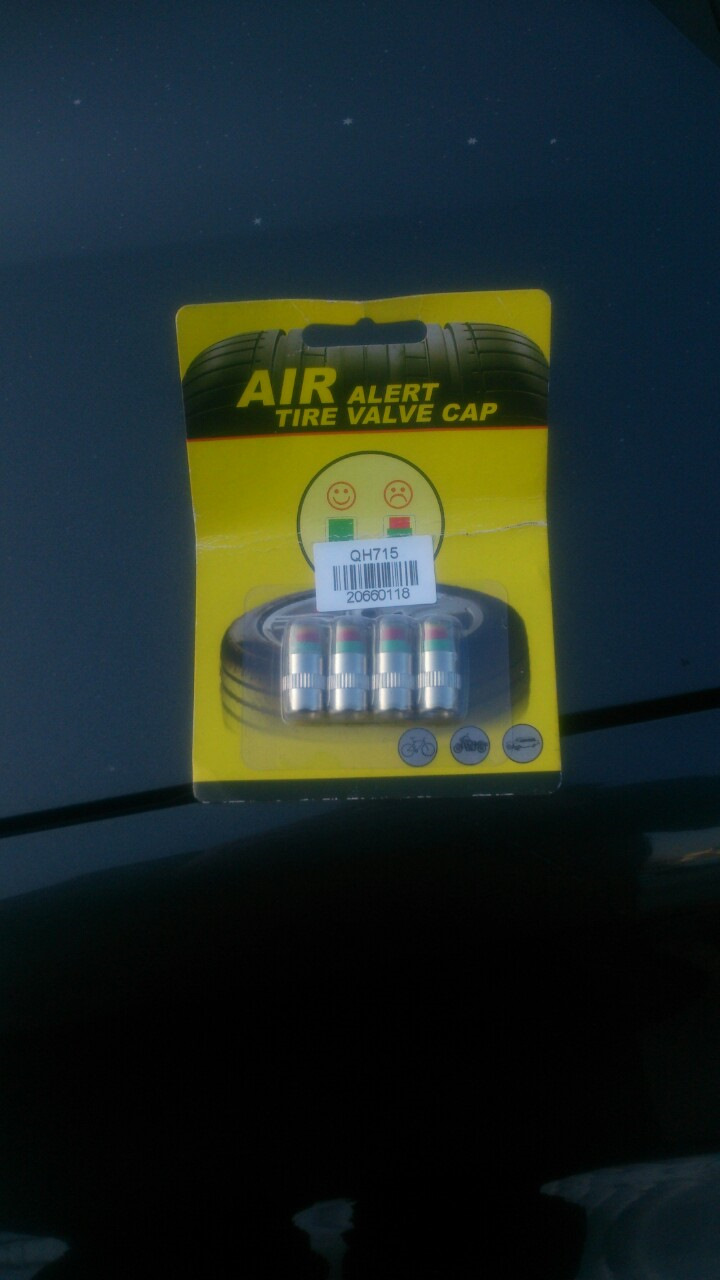 AIR ALERT
TIRE VALVE CAP
QH715
20660118